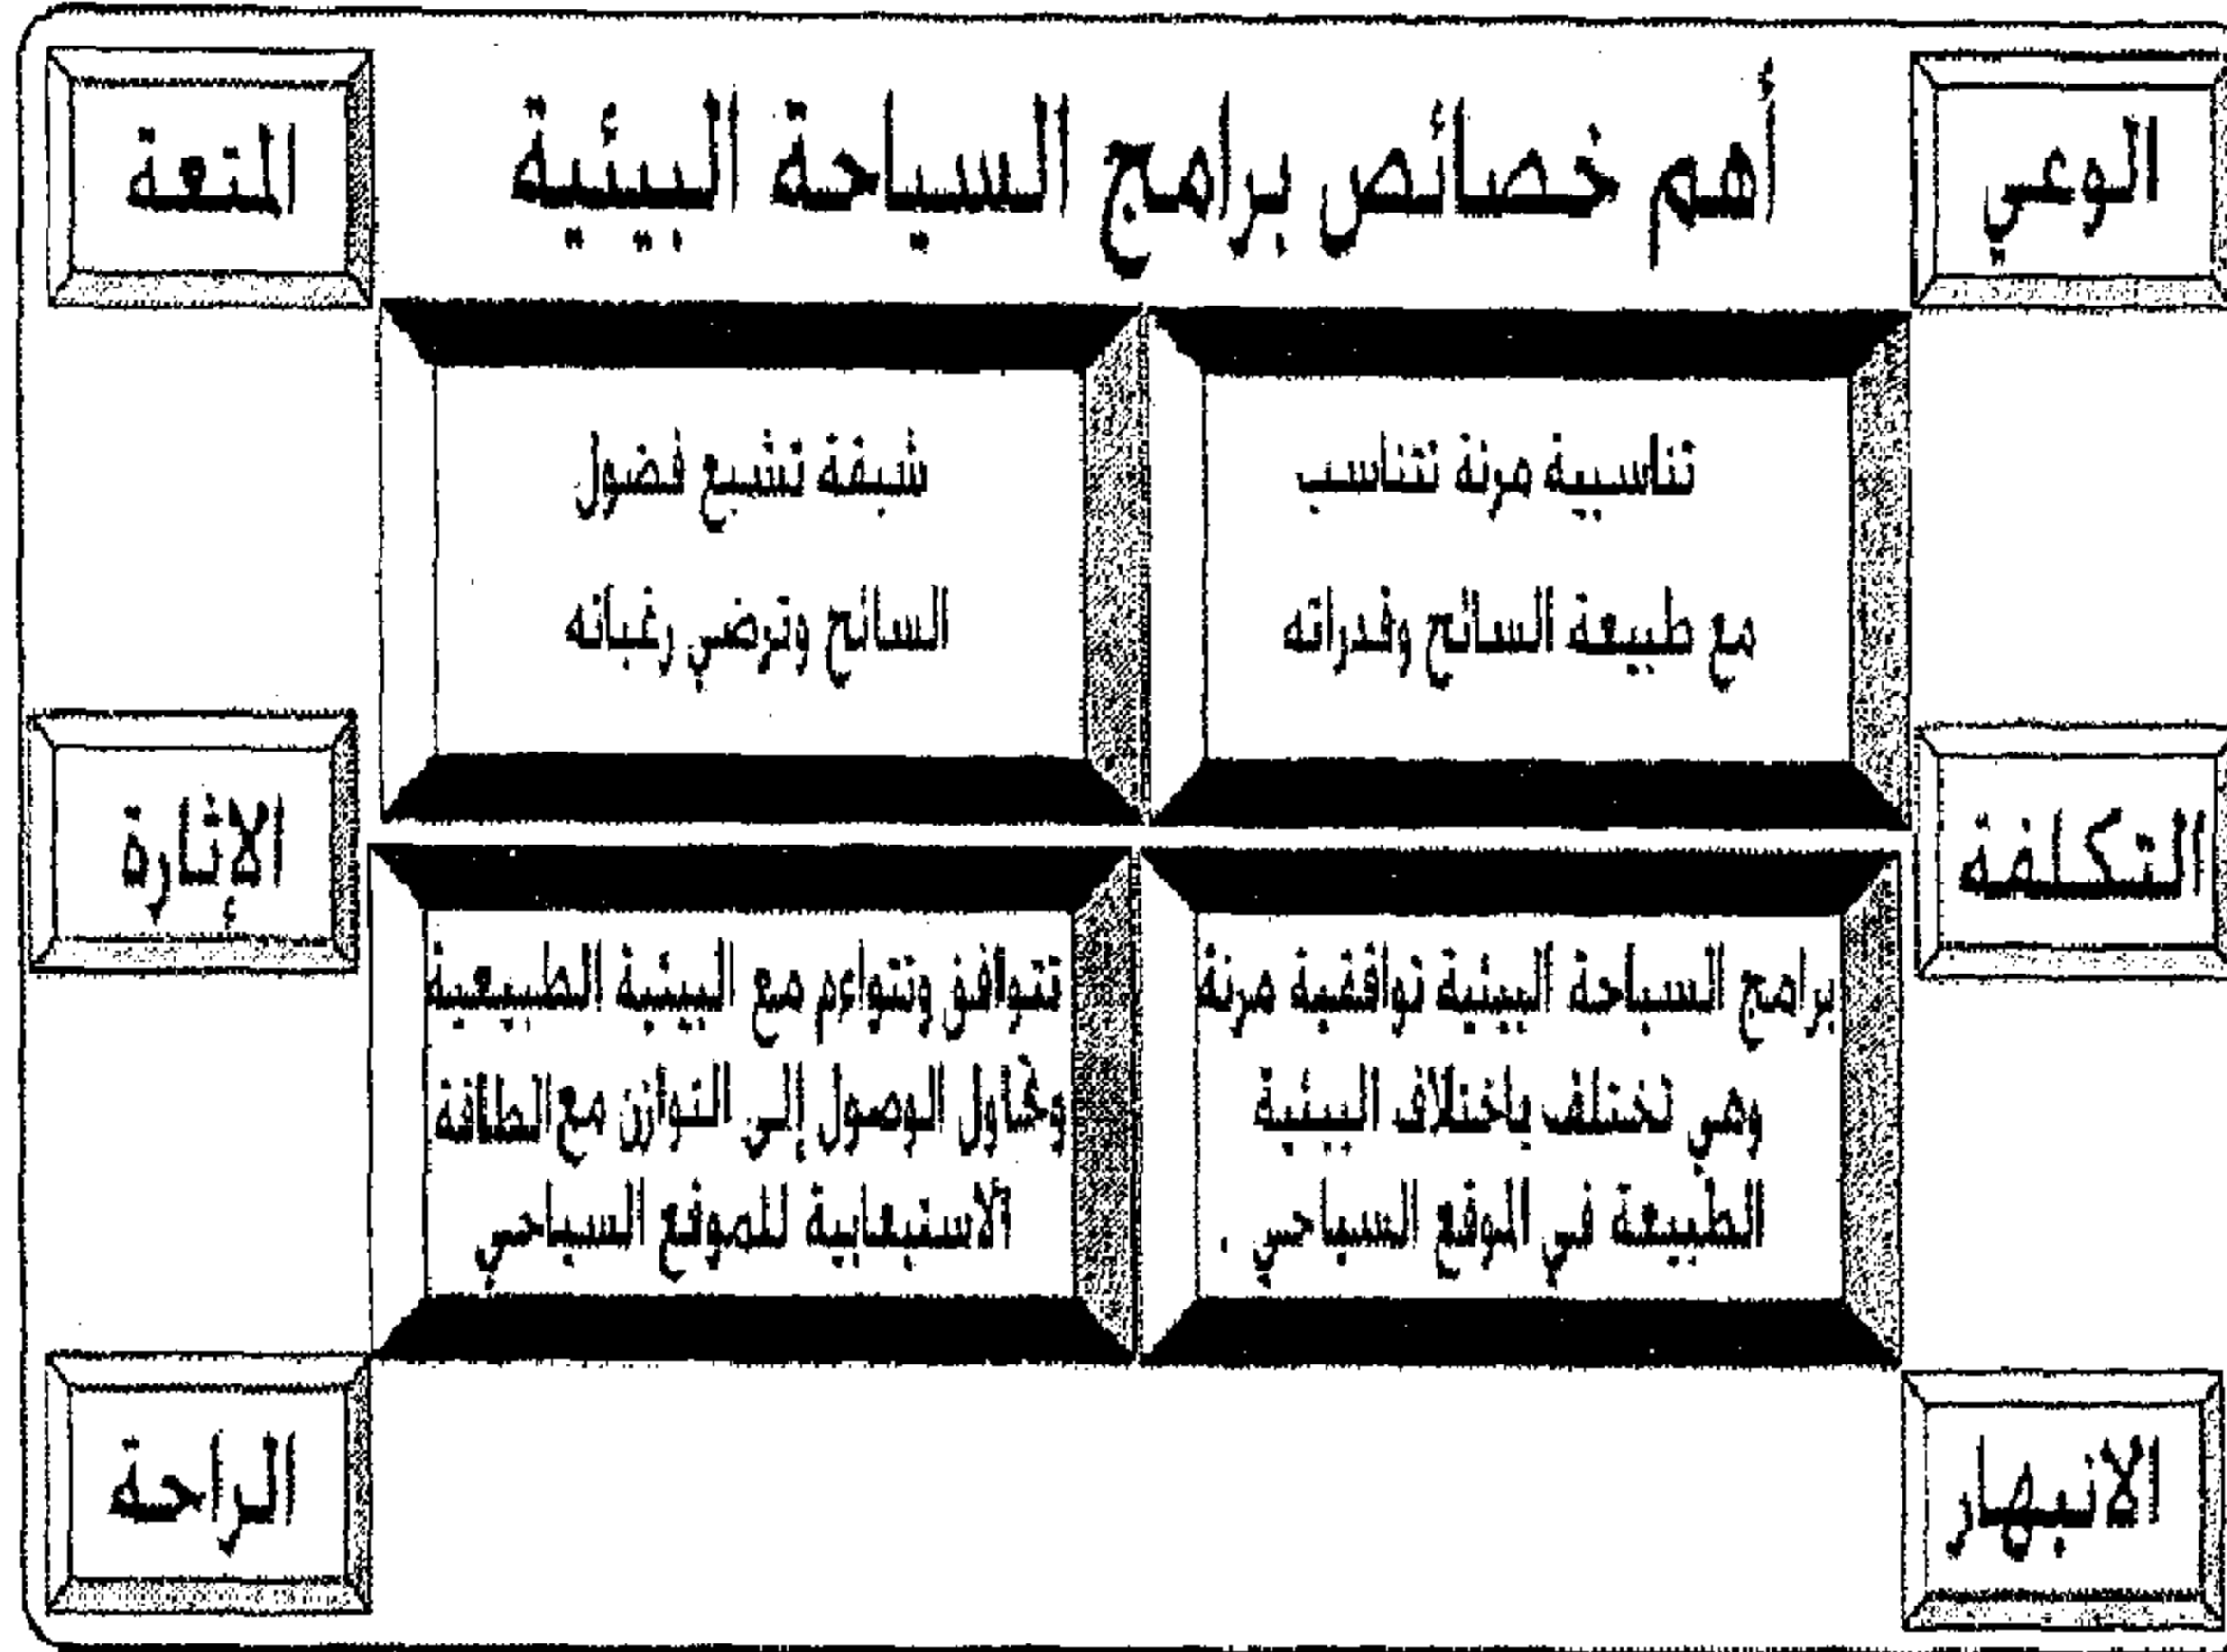 الوعي
أهم خصائص برامج السياحة البيئية
المتعة
تناسبية مرنة تتناسب
مع طبيعة السائح وقدراته
شيقة تشبع فضول
السائح وترضي رغباته
التكلفة
الإثارة
برامج السياحة البيئية توافقية مرنة
وهي تختلف باختلاف البيئية
الطبيعة في الموقع السياحي .
تتوافق وتتواءم مع البيئية الطبيعية
وتحاول الوصول إلى التوازن مع الطاقة
الاستيعابية للموقع السياحي
الانبهار
الراحة